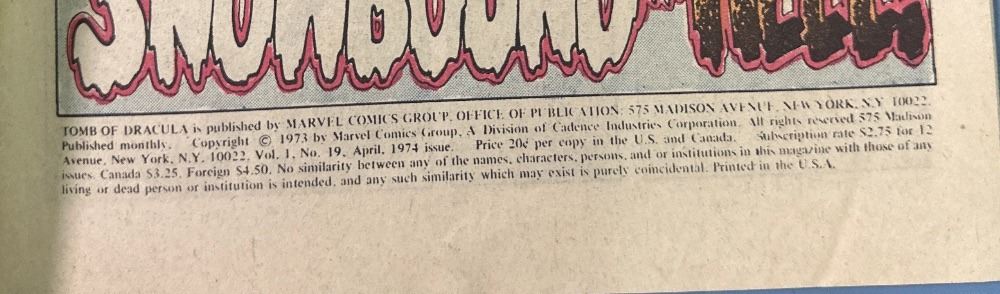 SNOWBOUND HELL
TOMB OF DRACULA is published by MARVEL COMICS GROUP. OFFICE OF PUBLICATION: 575 MADISON AVENUE, NEW YORK, N.Y. 10022.
Published monthly. Copyright © 1973 by Marvel Comics Group, A Division of Cadence Industries Corporation. All rights reserved 575 Madison
Avenue, New York, N.Y. 10022, Vol. 1, No. 19, April, 1974 issue. Price 20¢ per copy in the U.S. and Canada. Subscription rate $2.75 for 12
issues. Canada $3.25. Foreign $4.50. No similarity between any of the names, characters, persons, and/or institutions in this magazine with those of any
living or dead person or institution is intended, and any such similarity which may exist is purely coincidental. Printed in the U.S.A.